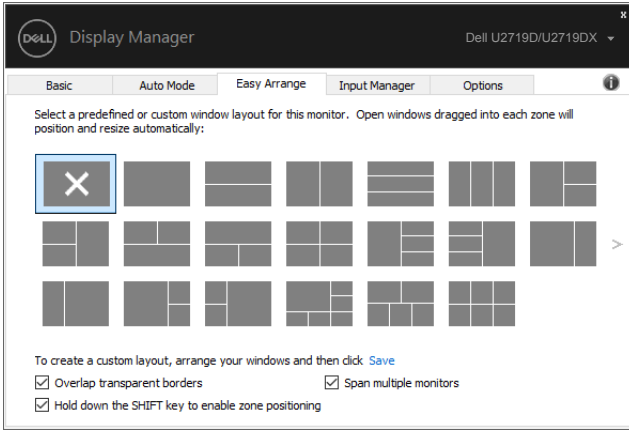 x
DELL Display Manager Dell U2719D/U2719DX
Basic Auto Mode Easy Arrange Input Manager Options i
Select a predefined or custom window layout for this monitor. Open windows dragged into each zone will
position and resize automatically:
>
To create a custom layout, arrange your windows and then click Save
Overlap transparent borders Span multiple monitors
Hold down the SHIFT key to enable zone positioning